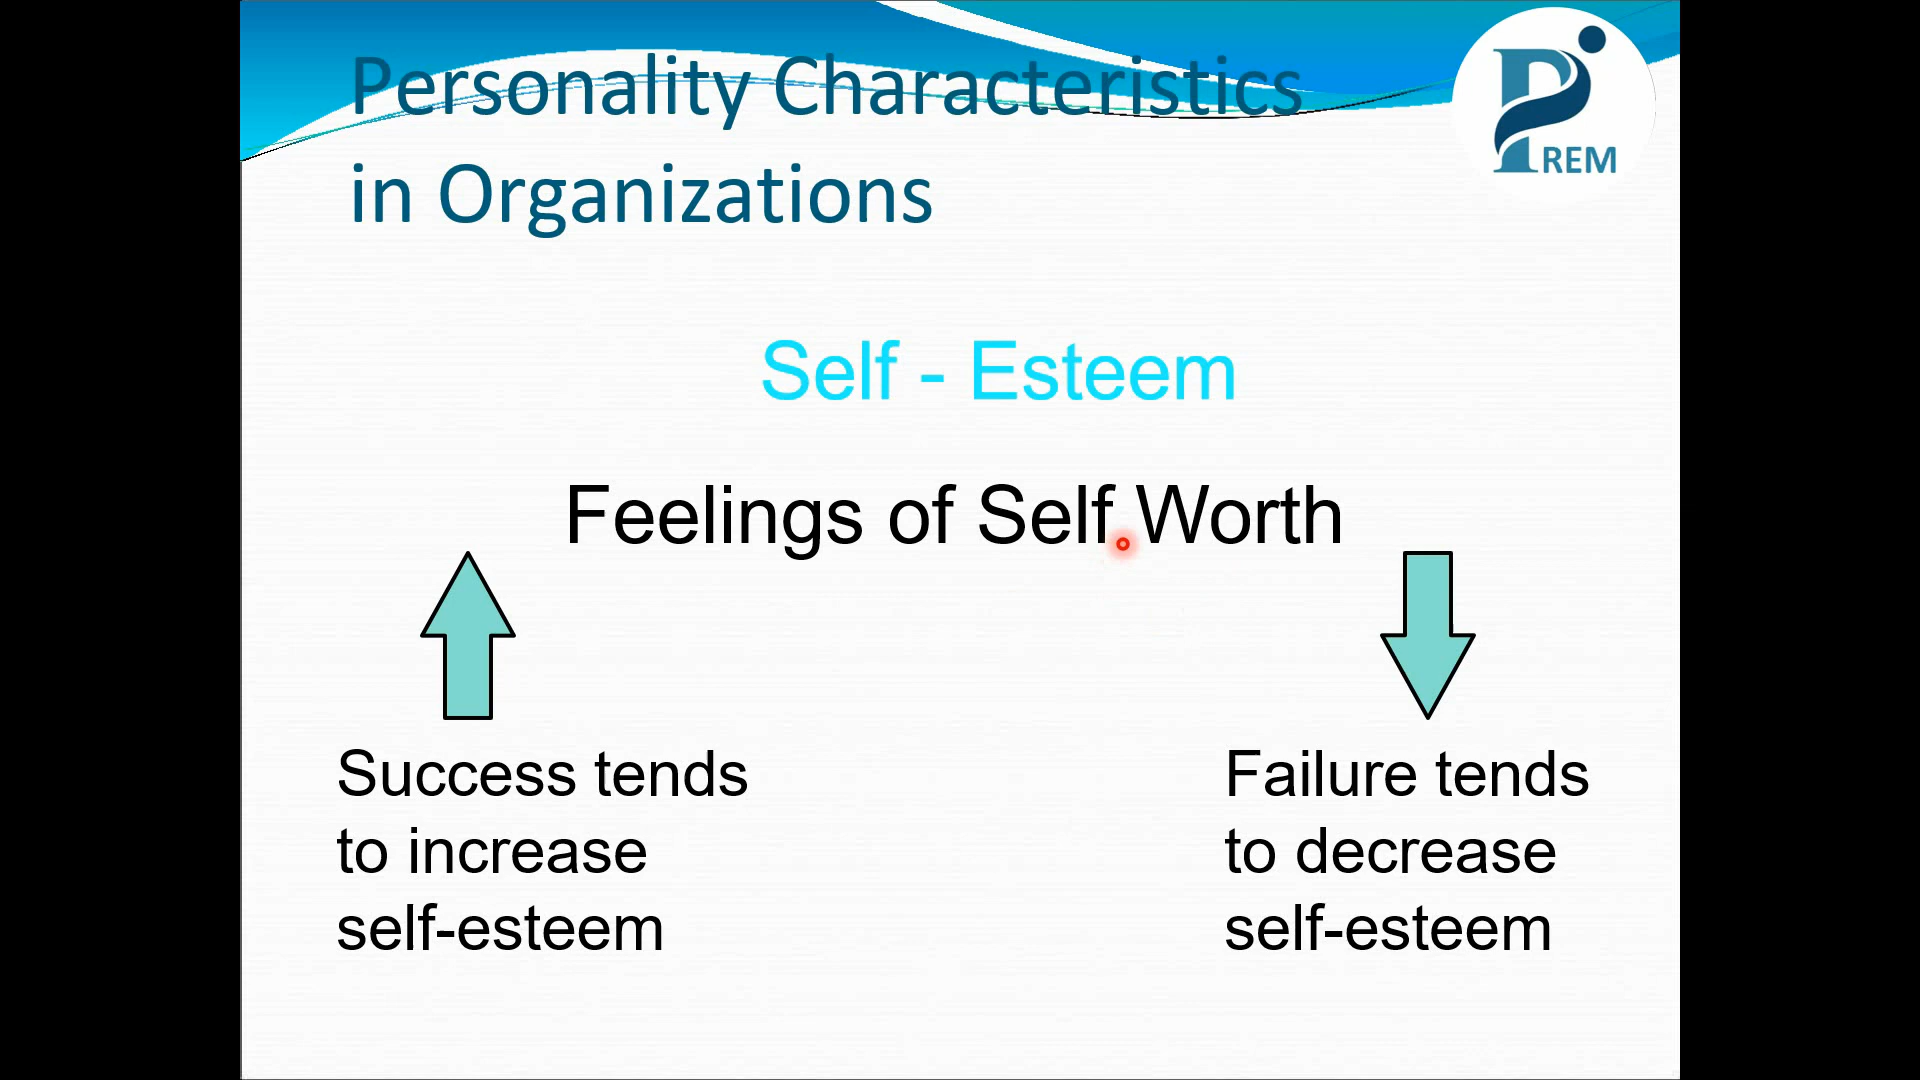 Personality Characteristics
in Organizations
PREM
Self - Esteem
Feelings of Self Worth
Success tends
to increase
self-esteem
Failure tends
to decrease
self-esteem